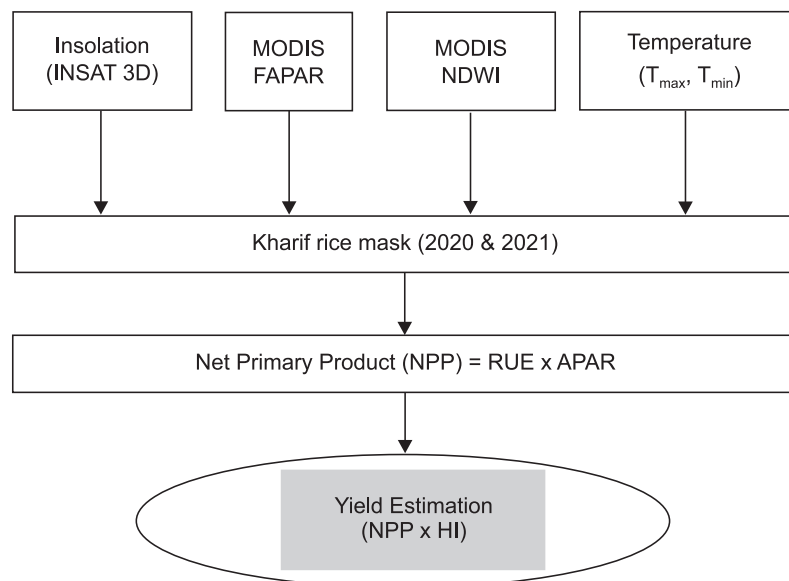 Insolation
(INSAT 3D)
MODIS
FAPAR
MODIS
NDWI
Temperature
(Tmax, Tmin)
Kharif rice mask (2020 & 2021)
Net Primary Product (NPP) = RUE x APAR
Yield Estimation
(NPP x HI)